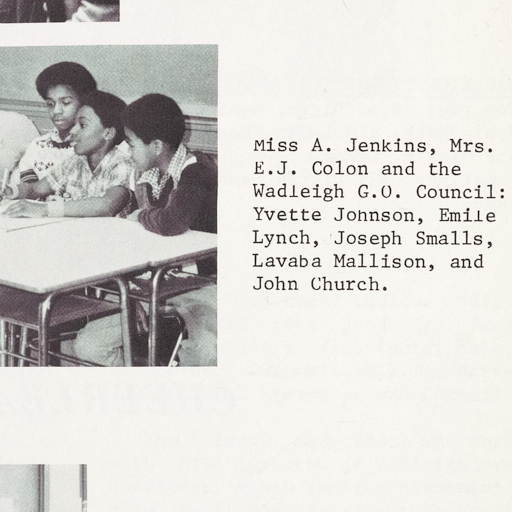 Miss A. Jenkins, Mrs.
E.J. Colon and the
Wadleigh G.O. Council:
Yvette Johnson, Emile
Lynch, Joseph Smalls,
Lavaba Mallison, and
John Church.